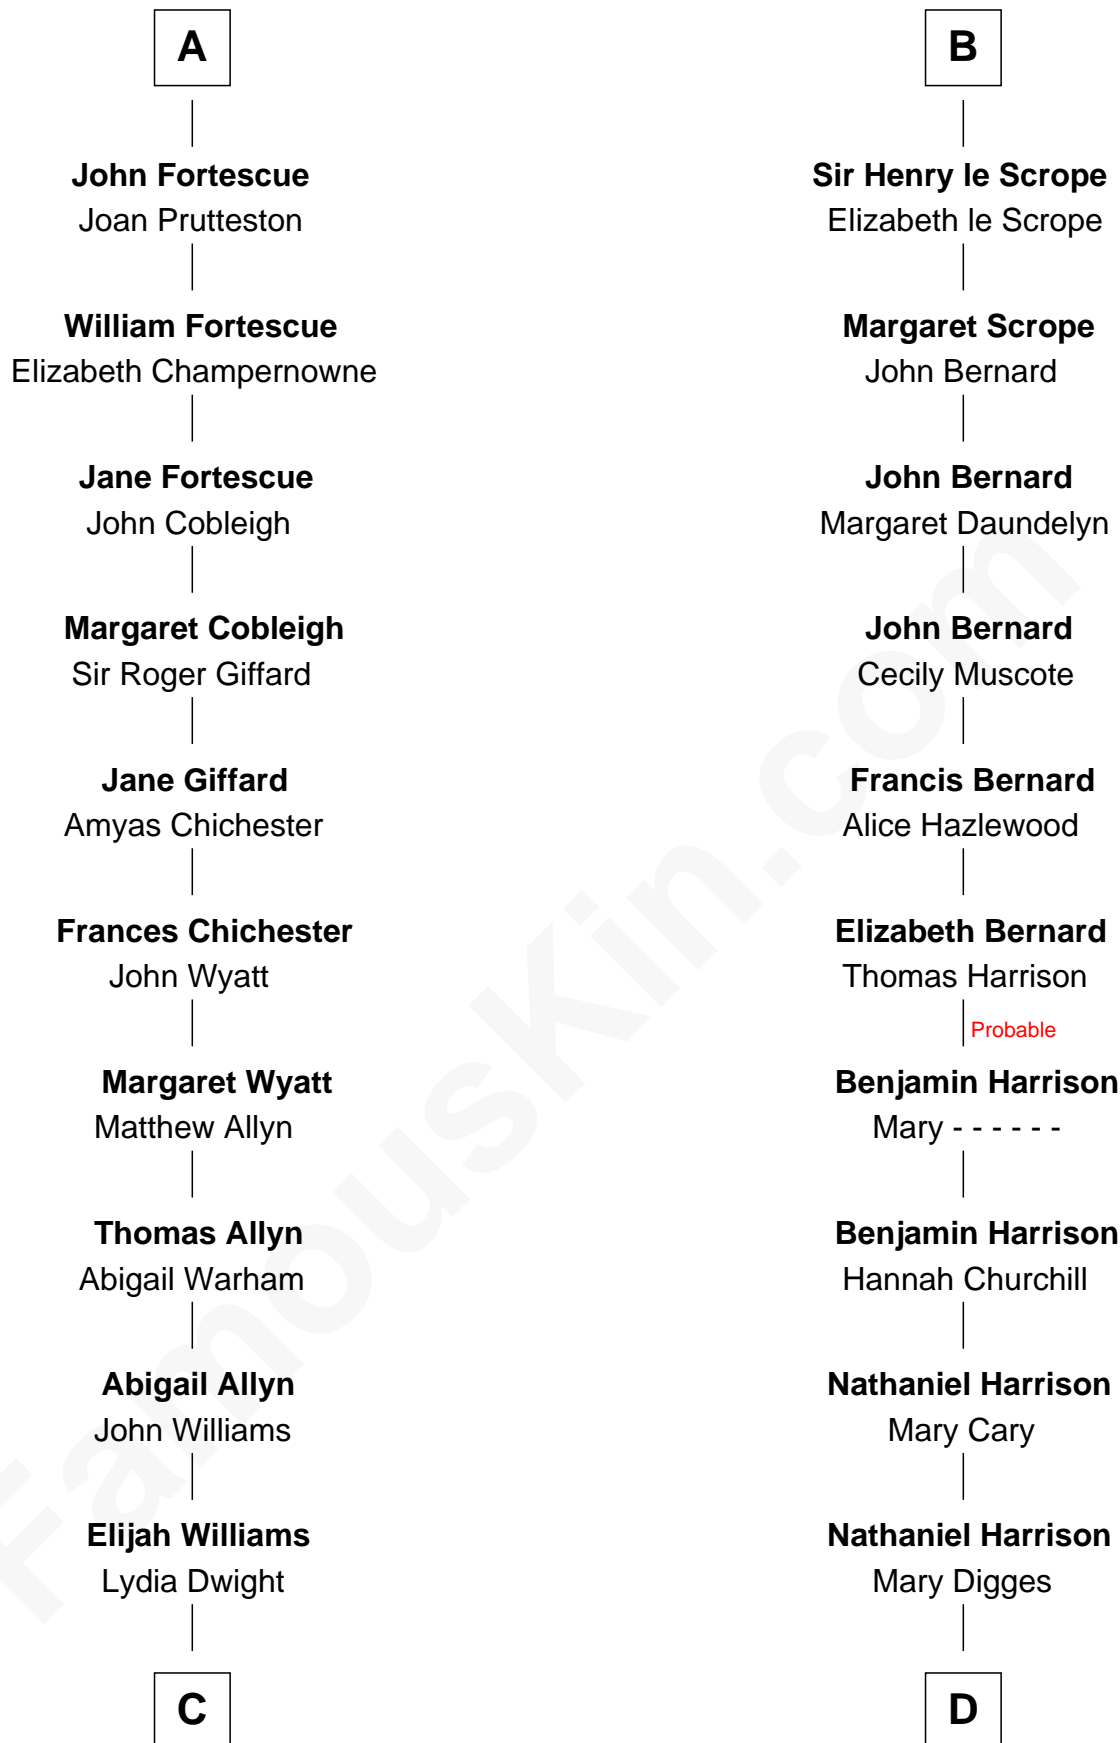 A
John Fortescue
Joan Prutteston
William Fortescue
Elizabeth Champernowne
Jane Fortescue
John Cobleigh
Margaret Cobleigh
Sir Roger Giffard
Jane Giffard
Amyas Chichester
Frances Chichester
John Wyatt
Margaret Wyatt
Matthew Allyn
Thomas Allyn
Abigail Warham
Abigail Allyn
John Williams
Elijah Williams
Lydia Dwight
C
B
Sir Henry le Scrope
Elizabeth le Scrope
Margaret Scrope
John Bernard
John Bernard
Margaret Daundelyn
John Bernard
Cecily Muscote
Francis Bernard
Alice Hazlewood
Elizabeth Bernard
Thomas Harrison
Probable
Benjamin Harrison
Mary - - - - - -
Benjamin Harrison
Hannah Churchill
Nathaniel Harrison
Mary Cary
Nathaniel Harrison
Mary Digges
D
FamousKin.com